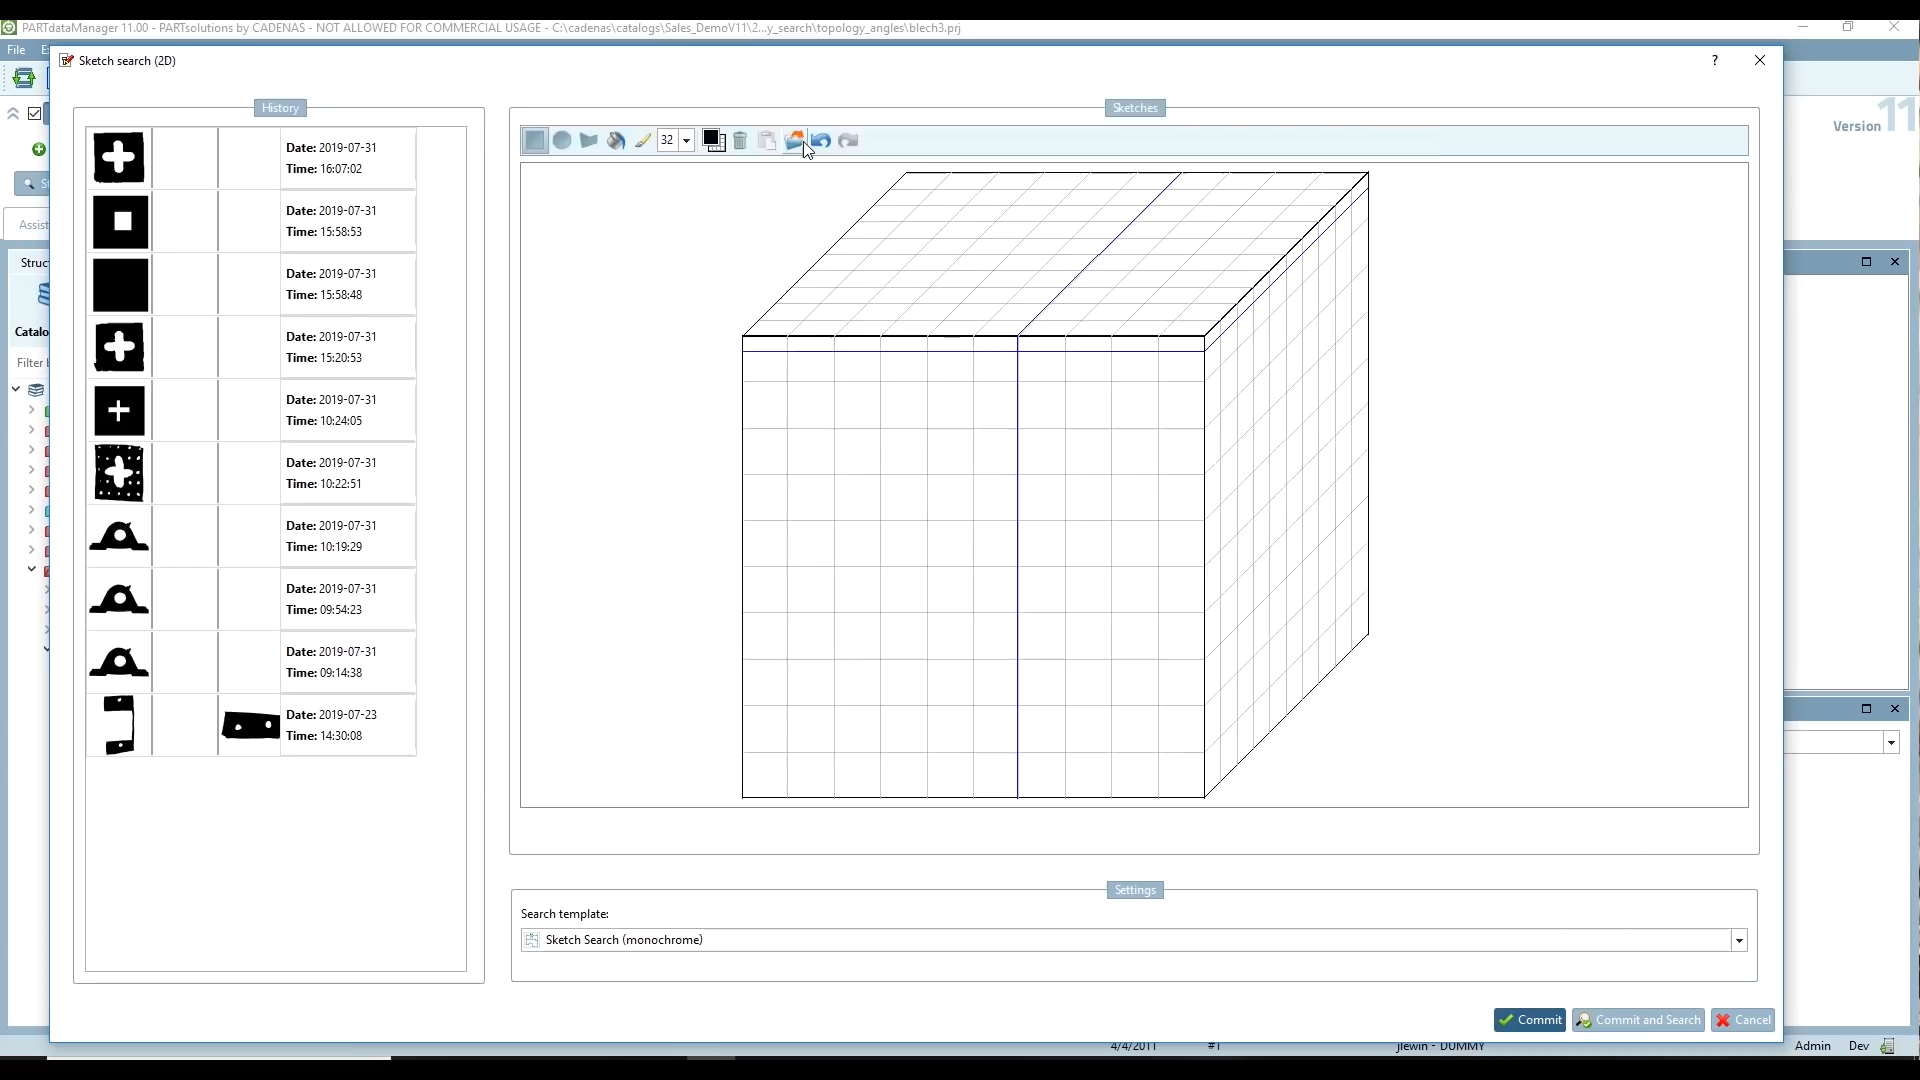 PARTdataManager 11.00 - PARTsolutions by CADENAS - NOT ALLOWED FOR COMMERCIAL USAGE - C:\cadenas\catalogs\Sales_DemoV11\2...y_search\topology_angles\blech3.prj
File
Sketch search (2D)
?
Version 11
History
Sketches
32
Date: 2019-07-31
Time: 16:07:02
Date: 2019-07-31
Time: 15:58:53
Date: 2019-07-31
Time: 15:58:48
Date: 2019-07-31
Time: 15:20:53
Date: 2019-07-31
Time: 10:24:05
Date: 2019-07-31
Time: 10:22:51
Date: 2019-07-31
Time: 10:19:29
Date: 2019-07-31
Time: 09:54:23
Date: 2019-07-31
Time: 09:14:38
Date: 2019-07-23
Time: 14:30:08
Assist
Struc
Catalo
Filter
Settings
Search template:
Sketch Search (monochrome)
Commit
Commit and Search
Cancel
4/4/2011
#1
jlewin - DUMMY
Admin
Dev